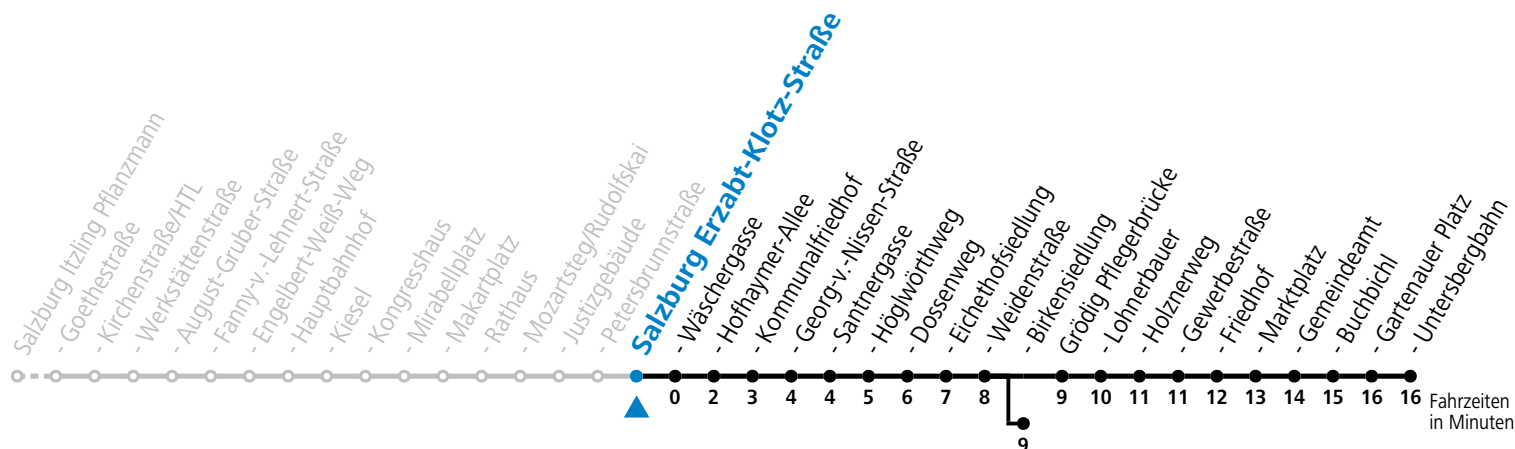 Salzburg Itzling Pflanzmann
- Goethestraße
- Kirchenstraße/HTL
- Werkstättenstraße
- August-Gruber-Straße
- Fanny-v.-Lehnert-Straße
- Engelbert-Weiß-Weg
- Hauptbahnhof
- Kiesel
- Kongresshaus
- Mirabellplatz
- Makartplatz
- Rathaus
- Mozartsteg/Rudolfskai
- Justizgebäude
- Petersbrunnstraße
Salzburg Erzabt-Klotz-Straße
- Wäschergasse
- Hofhaymer-Allee
- Kommunalfriedhof
- Georg-v.-Nissen-Straße
- Santnergasse
- Höglwörthweg
- Dossenweg
- Eichethofsiedlung
- Weidenstraße
- Birkensiedlung
Grödig Pflegerbrücke
- Lohnerbauer
- Holznerweg
- Gewerbestraße
- Friedhof
- Marktplatz
- Gemeindeamt
- Buchbichl
- Gartenauer Platz
- Untersbergbahn
0 2 3 4 4 5 6 7 8 9 10 11 11 12 13 14 15 16 16
9
Fahrzeiten
in Minuten